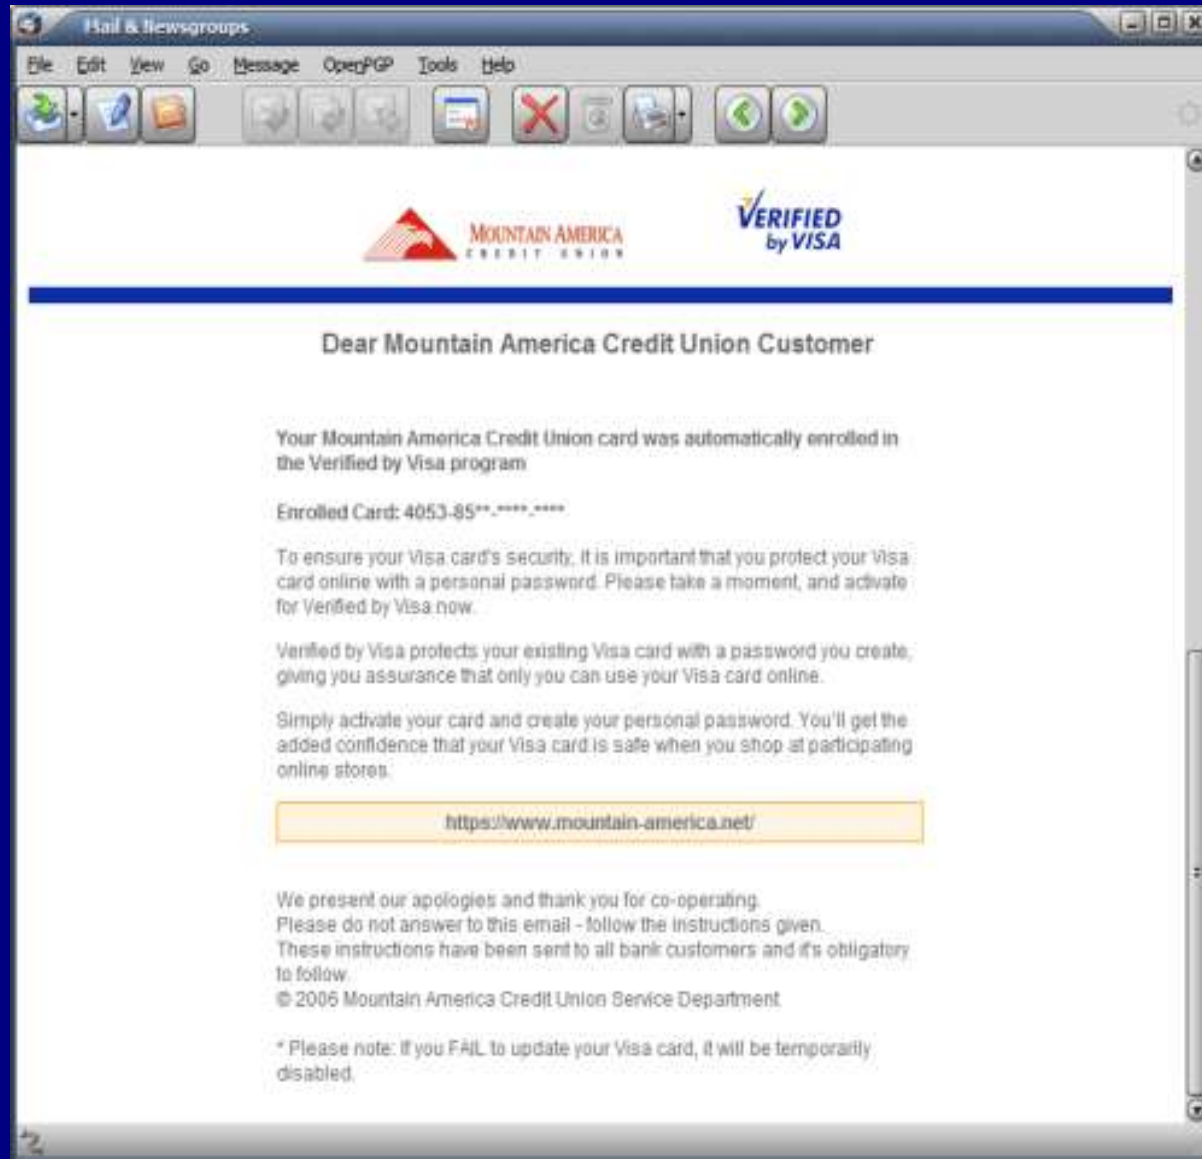 Mail & Newsgroups
File Edit View Go Message OpenPGP Tools Help
MOUNTAIN AMERICA
CREDIT UNION
VERIFIED
by VISA
Dear Mountain America Credit Union Customer
Your Mountain America Credit Union card was automatically enrolled in
the Verified by Visa program
Enrolled Card: 4053-85**-****-****
To ensure your Visa card's security, it is important that you protect your Visa
card online with a personal password. Please take a moment, and activate
for Verified by Visa now.
Verified by Visa protects your existing Visa card with a password you create,
giving you assurance that only you can use your Visa card online.
Simply activate your card and create your personal password. You'll get the
added confidence that your Visa card is safe when you shop at participating
online stores.
https://www.mountain-america.net/
We present our apologies and thank you for co-operating.
Please do not answer to this email - follow the instructions given.
These instructions have been sent to all bank customers and it's obligatory
to follow.
© 2006 Mountain America Credit Union Service Department
* Please note: If you FAIL to update your Visa card, it will be temporarily
disabled.